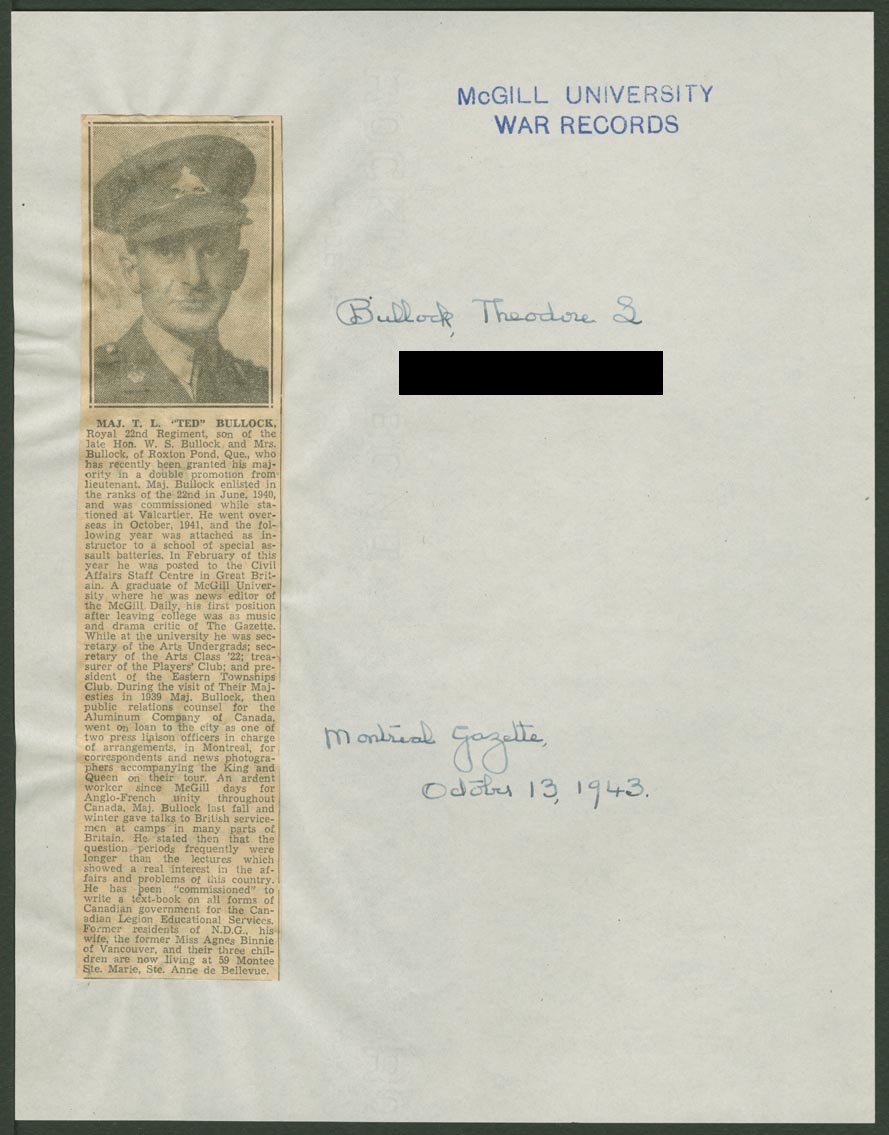 McGILL UNIVERSITY
WAR RECORDS
Bullock, Theodore L
MAJ. T. L. "TED" BULLOCK,
Royal 22nd Regiment, son of the
late Hon. W. S. Bullock and Mrs.
Bullock, of Roxton Pond, Que., who
has recently been granted his maj-
ority in a double promotion from
lieutenant. Maj. Bullock enlisted in
the ranks of the 22nd in June, 1940,
and was commissioned while sta-
tioned at Valcartier. He went over-
seas in October, 1941, and the fol-
lowing year was attached as in-
structor to a school of special as-
sault batteries. In February of this
year he was posted to the Civil
Affairs Staff Centre in Great Brit-
ain. A graduate of McGill Univer-
sity where he was news editor of
the McGill Daily, his first position
after leaving college was as music
and drama critic of The Gazette.
While at the university he was sec-
retary of the Arts Undergrads; sec-
retary of the Arts Class '22; trea-
surer of the Players' Club; and pre-
sident of the Eastern Townships
Club. During the visit of Their Maj-
esties in 1939 Maj. Bullock, then
public relations counsel for the
Aluminum Company of Canada,
went on loan to the city as one of
two press liaison officers in charge
of arrangements, in Montreal, for
correspondents and news photogra-
phers accompanying the King and
Queen on their tour. An ardent
worker since McGill days for
Anglo-French unity throughout
Canada, Maj. Bullock last fall and
winter gave talks to British service-
men at camps in many parts of
Britain. He stated then that the
question periods frequently were
longer than the lectures which
showed a real interest in the af-
fairs and problems of this country.
He has been "commissioned" to
write a text-book on all forms of
Canadian government for the Can-
adian Legion Educational Services.
Former residents of N.D.G., his
wife, the former Miss Agnes Binnie
of Vancouver, and their three chil-
dren are now living at 59 Montee
Ste. Marie, Ste. Anne de Bellevue.
Montreal Gazette,
October 13, 1943.